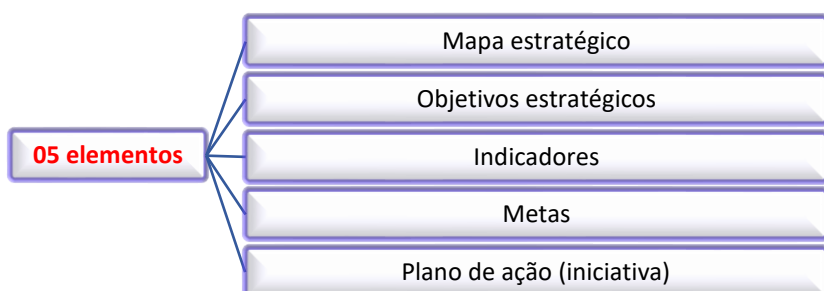 Mapa estratégico
Objetivos estratégicos
05 elementos
Indicadores
Metas
Plano de ação (iniciativa)